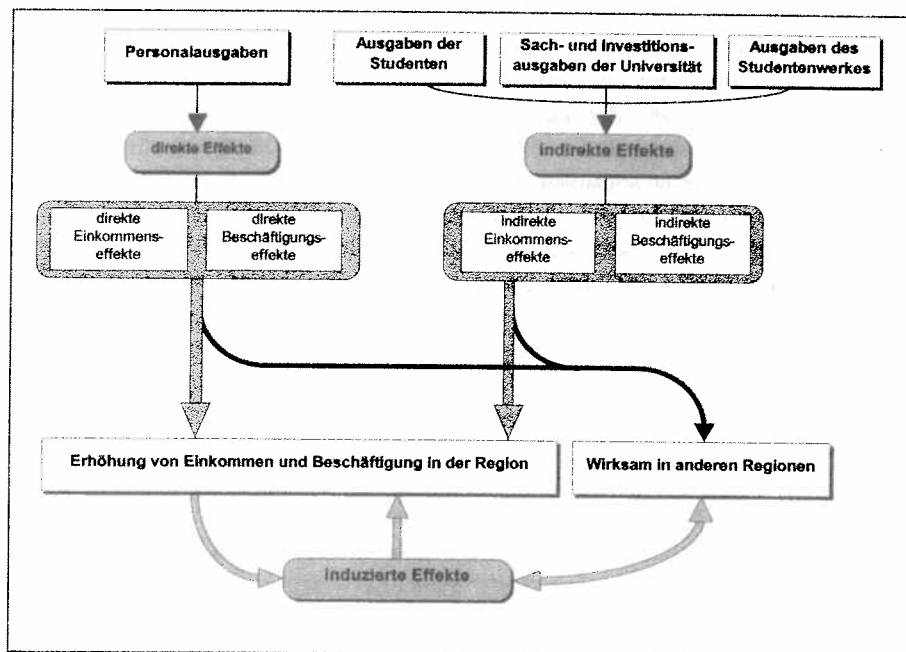 Personalausgaben
Ausgaben der
Studenten
Sach- und Investitions-
ausgaben der Universität
Ausgaben des
Studentenwerkes
direkte Effekte
indirekte Effekte
direkte
Einkommens-
effekte
direkte
Beschäftigungs-
effekte
indirekte
Einkommens-
effekte
indirekte
Beschäftigungs-
effekte
Erhöhung von Einkommen und Beschäftigung in der Region
Wirksam in anderen Regionen
induzierte Effekte